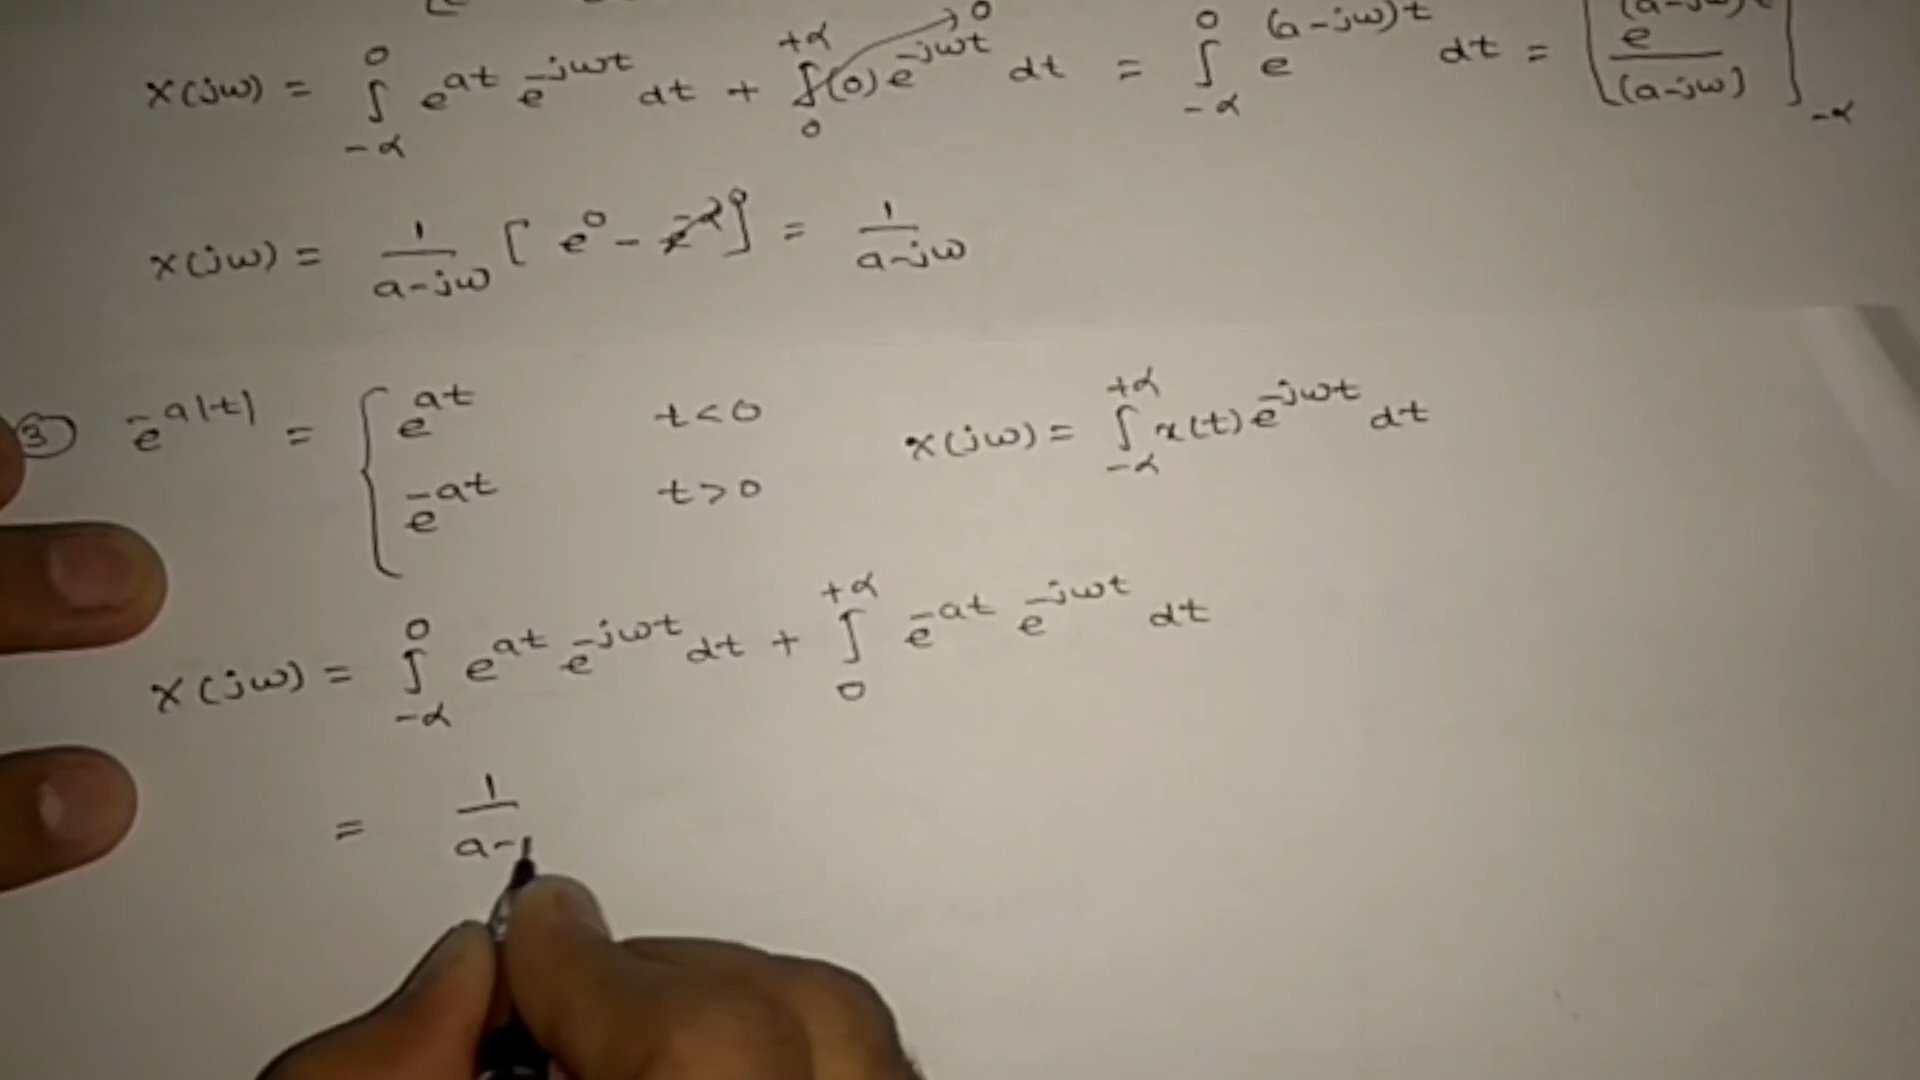 x(jω) = ∫_{-α}^{0} e^{at} e^{-jωt} dt + ∫_{0}^{+α} (0) e^{-jωt} dt → 0 = ∫_{-α}^{0} e^{(a-jω)t} dt = [e^{(a-jω)t} / (a-jω)]_{-α}
x(jω) = 1/(a-jω) [e^0 - e^{-α}]^0 = 1/(a-jω)
③ e^{-a|t|} = { e^{at} t<0
e^{-at} t>0
x(jω) = ∫_{-α}^{+α} x(t) e^{-jωt} dt
x(jω) = ∫_{-α}^{0} e^{at} e^{-jωt} dt + ∫_{0}^{+α} e^{-at} e^{-jωt} dt
= 1/(a-